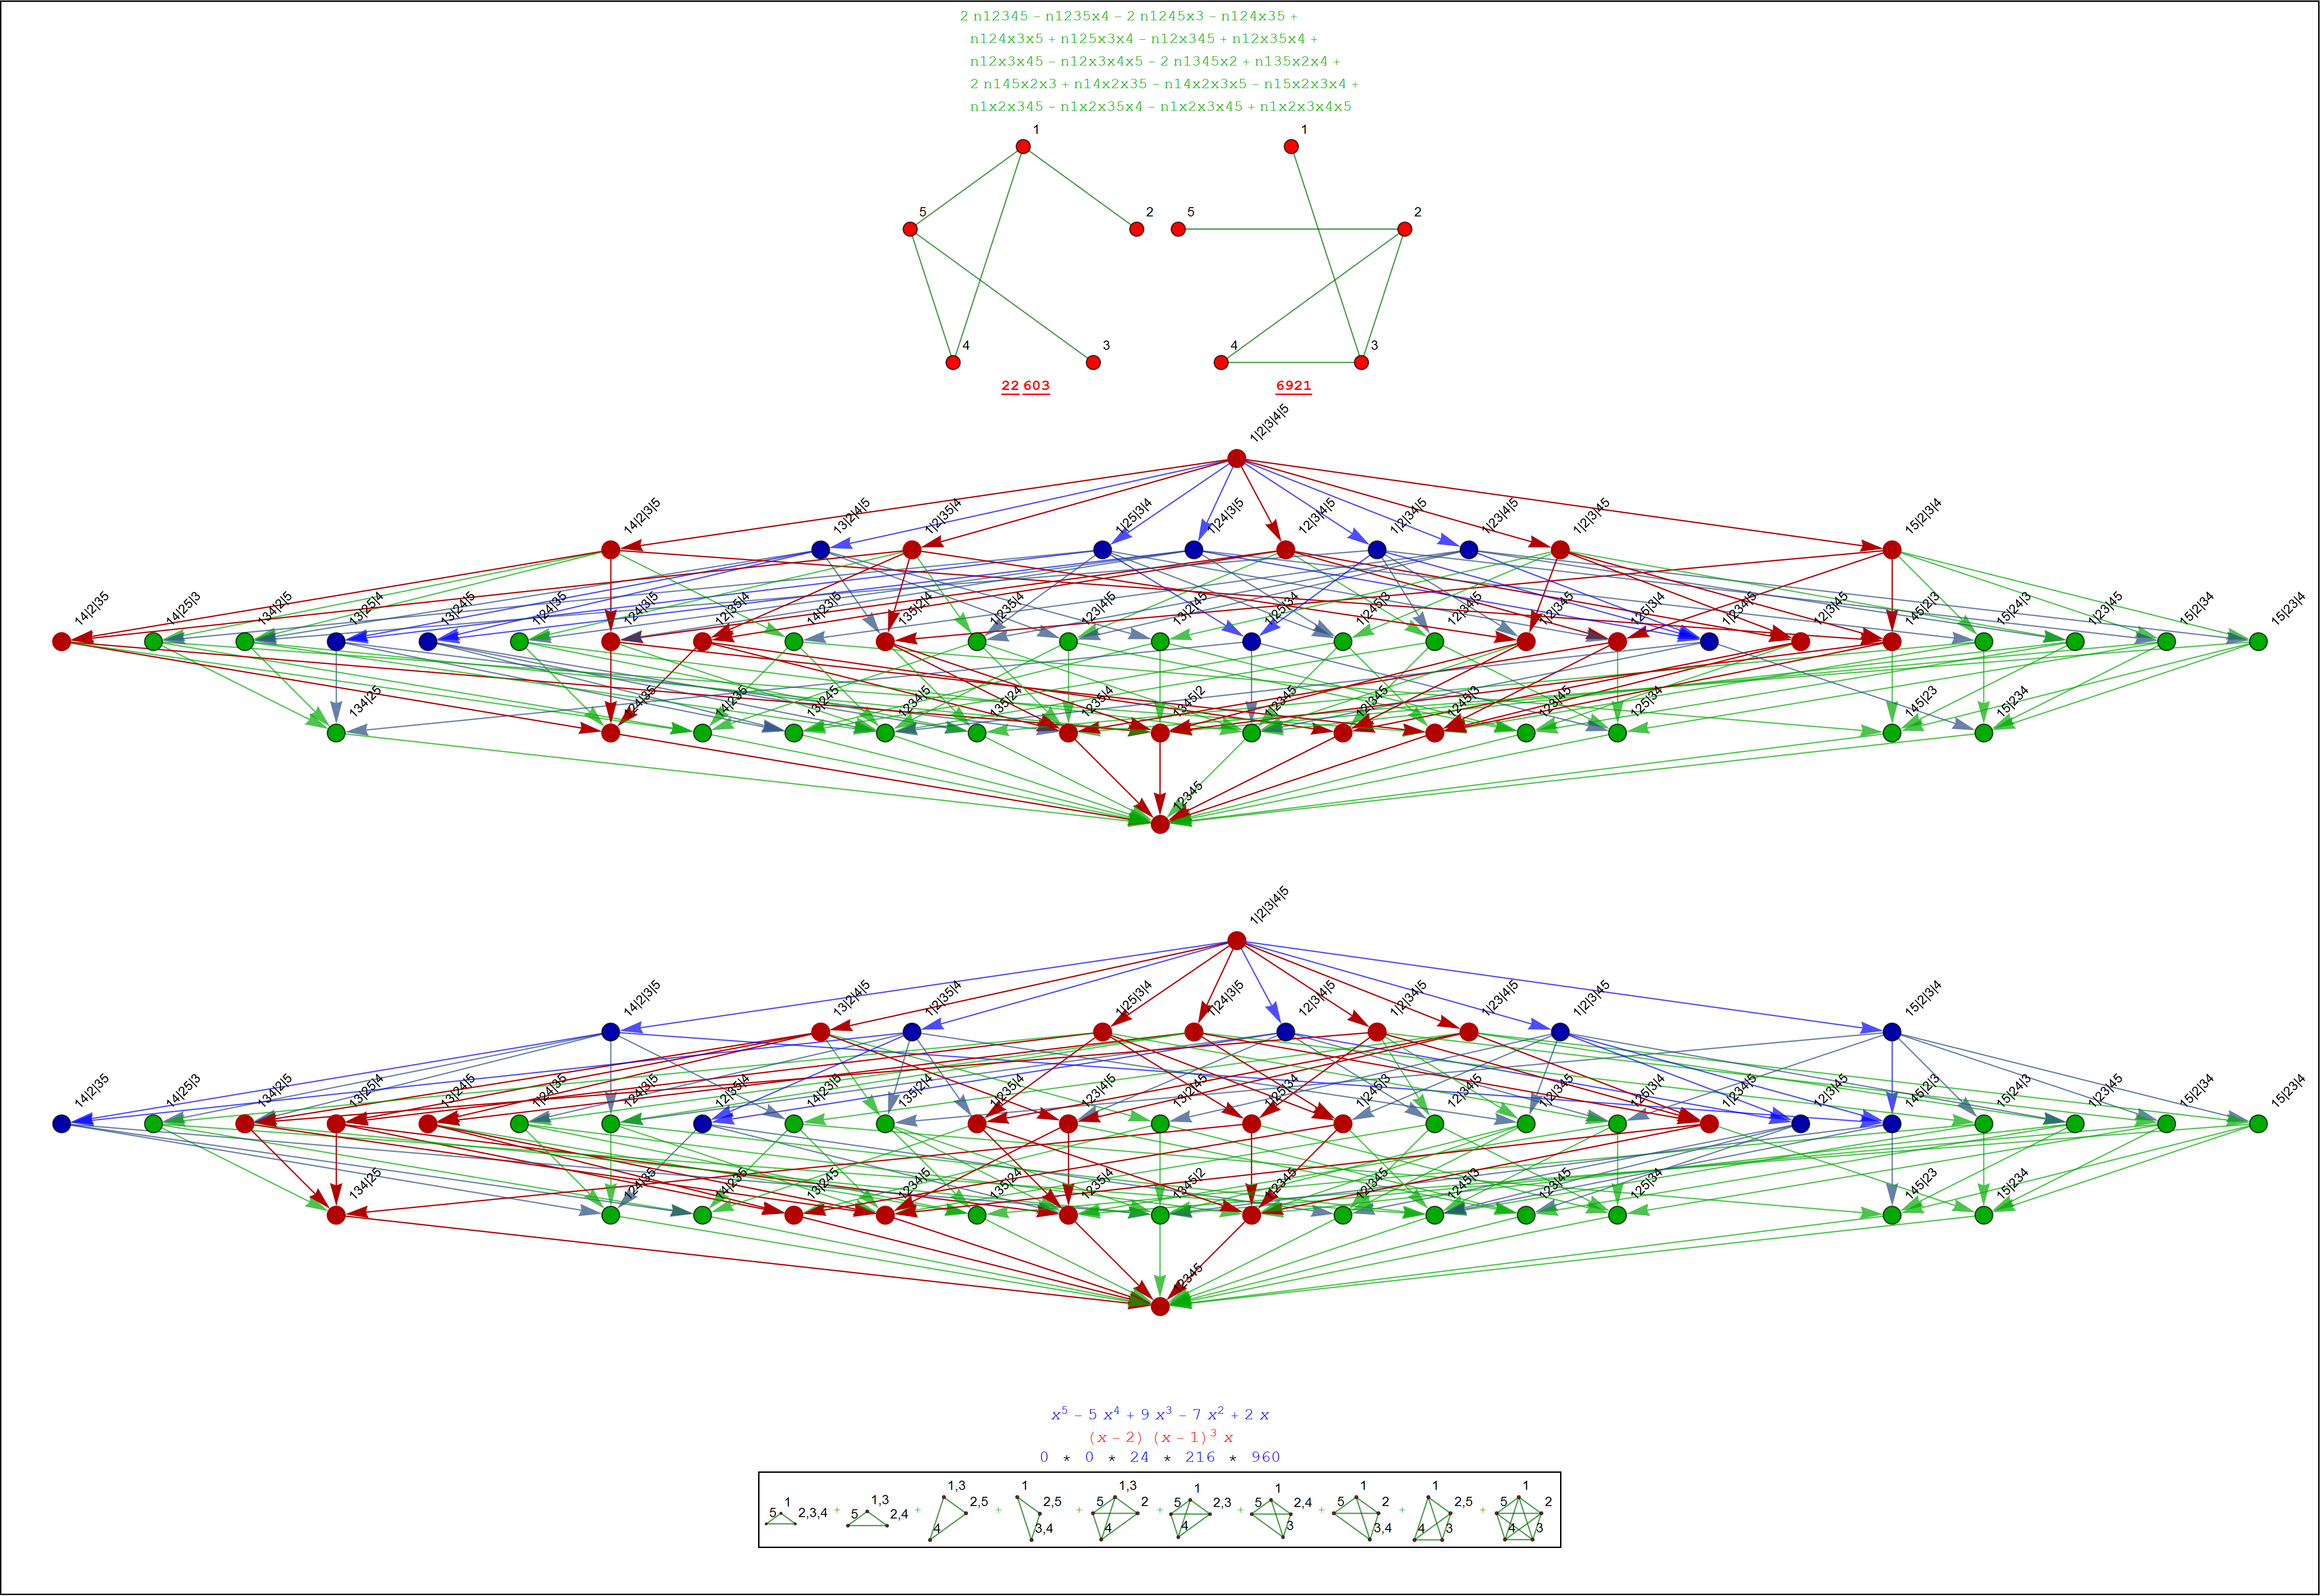 2 n12345 – n1235x4 – 2 n1245x3 – n124x35 +
n124x3x5 + n125x3x4 – n12x345 + n12x35x4 +
n12x3x45 – n12x3x4x5 – 2 n1345x2 + n135x2x4 +
2 n145x2x3 + n14x2x35 – n14x2x3x5 – n15x2x3x4 +
n1x2x345 – n1x2x35x4 – n1x2x3x45 + n1x2x3x4x5
1 1
5 2 5 2
4 3 4 3
22 603 6921
1|2|3|4|5
14|2|3|5 13|2|4|5 1|2|35|4 1|25|3|4 1|24|3|5 12|3|4|5 1|2|34|5 1|23|4|5 1|2|3|45 15|2|3|4
14|2|35 14|25|3 134|2|5 13|25|4 13|24|5 1|24|35 124|3|5 12|35|4 14|23|5 135|2|4 1|235|4 123|4|5 13|2|45 1|25|34 1|245|3 12|34|5 1|2|345 125|3|4 1|234|5 12|3|45 145|2|3 15|24|3 1|23|45 15|2|34 15|23|4
134|25 124|35 14|235 13|245 1234|5 135|24 1235|4 1345|2 1|2345 12|345 1245|3 123|45 125|34 145|23 15|234
12345
1|2|3|4|5
14|2|3|5 13|2|4|5 1|2|35|4 1|25|3|4 1|24|3|5 12|3|4|5 1|2|34|5 1|23|4|5 1|2|3|45 15|2|3|4
14|2|35 14|25|3 134|2|5 13|25|4 13|24|5 1|24|35 124|3|5 12|35|4 14|23|5 135|2|4 1|235|4 123|4|5 13|2|45 1|25|34 1|245|3 12|34|5 1|2|345 125|3|4 1|234|5 12|3|45 145|2|3 15|24|3 1|23|45 15|2|34 15|23|4
134|25 124|35 14|235 13|245 1234|5 135|24 1235|4 1345|2 1|2345 12|345 1245|3 123|45 125|34 145|23 15|234
12345
x⁵ – 5 x⁴ + 9 x³ – 7 x² + 2 x
(x – 2) (x – 1)³ x
0 * 0 * 24 * 216 * 960
5 1 2,3,4 + 5 1,3 2,4 + 1,3 2,5 4 + 1 2,5 3,4 + 5 1,3 2 4 + 5 1 2,3 4 + 5 1 2,4 3 + 5 1 2 3,4 + 1 2,5 4 3 + 5 1 2 4 3